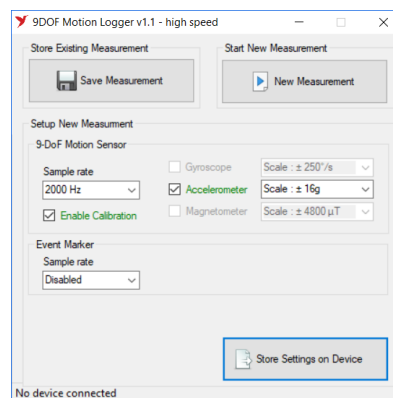 9DOF Motion Logger v1.1 - high speed
Store Existing Measurement
Start New Measurement
Save Measurement
New Measurement
Setup New Measurment
9-DoF Motion Sensor
Sample rate
2000 Hz
Enable Calibration
Gyroscope
Scale : ± 250°/s
Accelerometer
Scale : ± 16g
Magnetometer
Scale : ± 4800 µT
Event Marker
Sample rate
Disabled
Store Settings on Device
No device connected